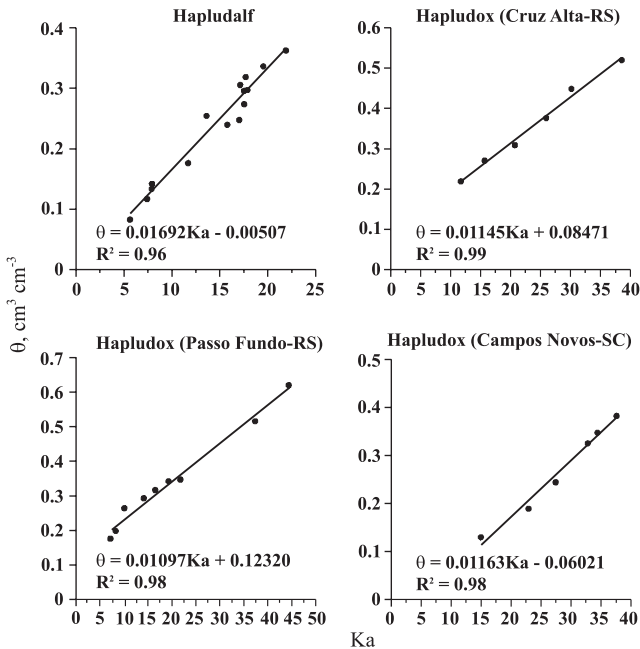 Hapludalf
0.4
0.3
0.2
0.1
0
θ = 0.01692Ka - 0.00507
R² = 0.96
0 5 10 15 20 25
Hapludox (Cruz Alta-RS)
0.6
0.5
0.4
0.3
0.2
0.1
0
θ = 0.01145Ka + 0.08471
R² = 0.99
0 5 10 15 20 25 30 35 40
θ, cm³ cm⁻³
Hapludox (Passo Fundo-RS)
0.7
0.6
0.5
0.4
0.3
0.2
0.1
0
θ = 0.01097Ka + 0.12320
R² = 0.98
0 5 10 15 20 25 30 35 40 45 50
Hapludox (Campos Novos-SC)
0.5
0.4
0.3
0.2
0.1
0
θ = 0.01163Ka - 0.06021
R² = 0.98
0 5 10 15 20 25 30 35 40
Ka